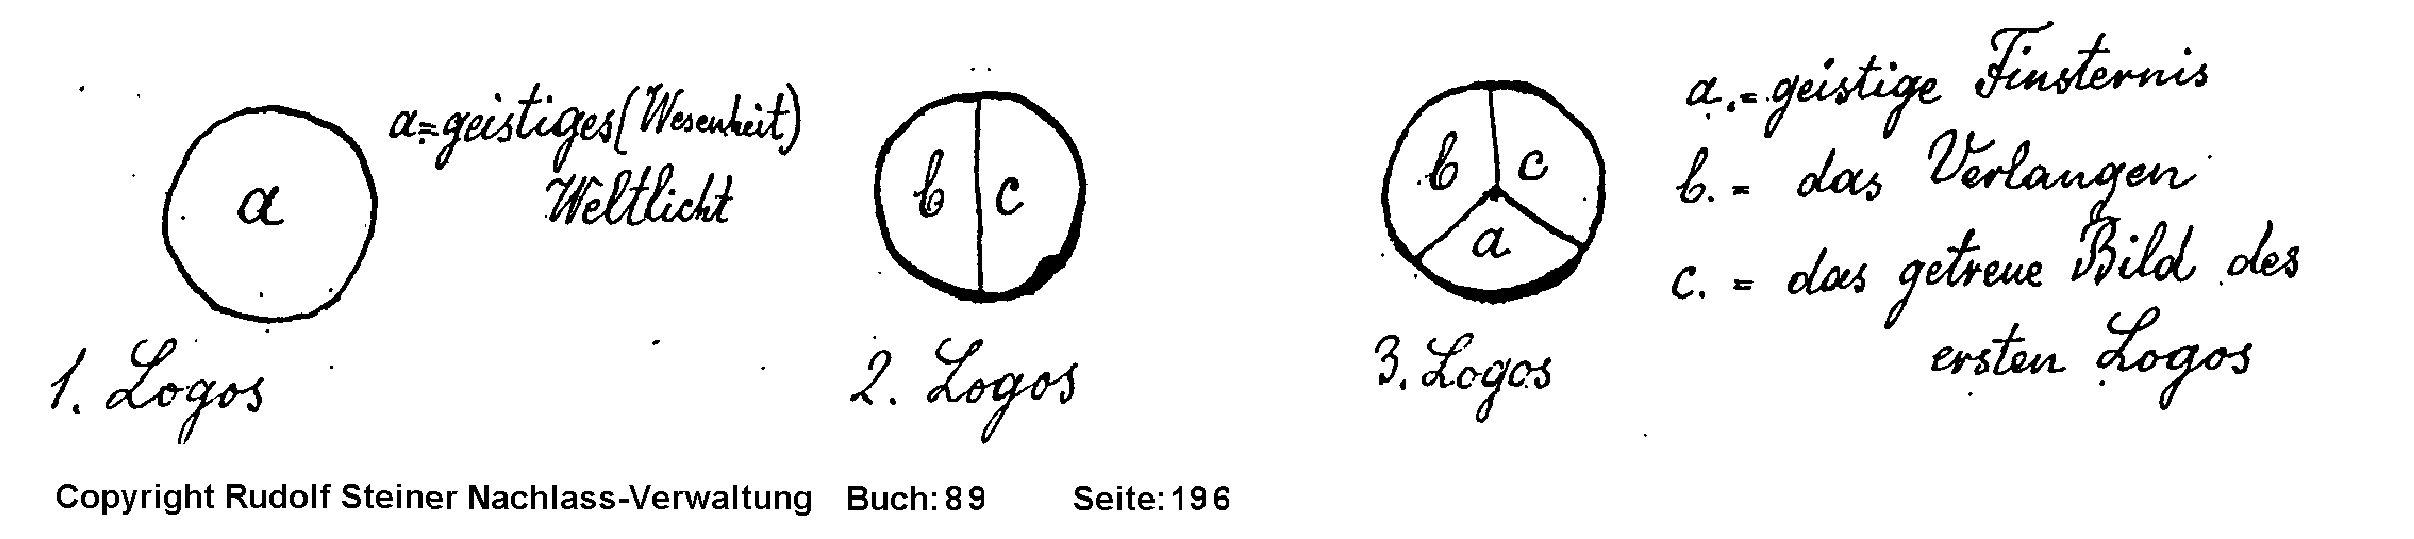 a
1. Logos
a = geistiges (Wesenheit)
Weltlicht
b c
2. Logos
b c
a
3. Logos
a. = geistige Finsternis
b. = das Verlangen
c. = das getreue Bild des
ersten Logos
Copyright Rudolf Steiner Nachlass-Verwaltung Buch: 89 Seite: 196